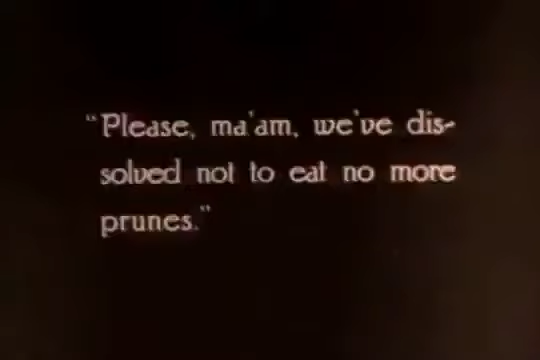 "Please, ma'am, we've dis-
solved not to eat no more
prunes."